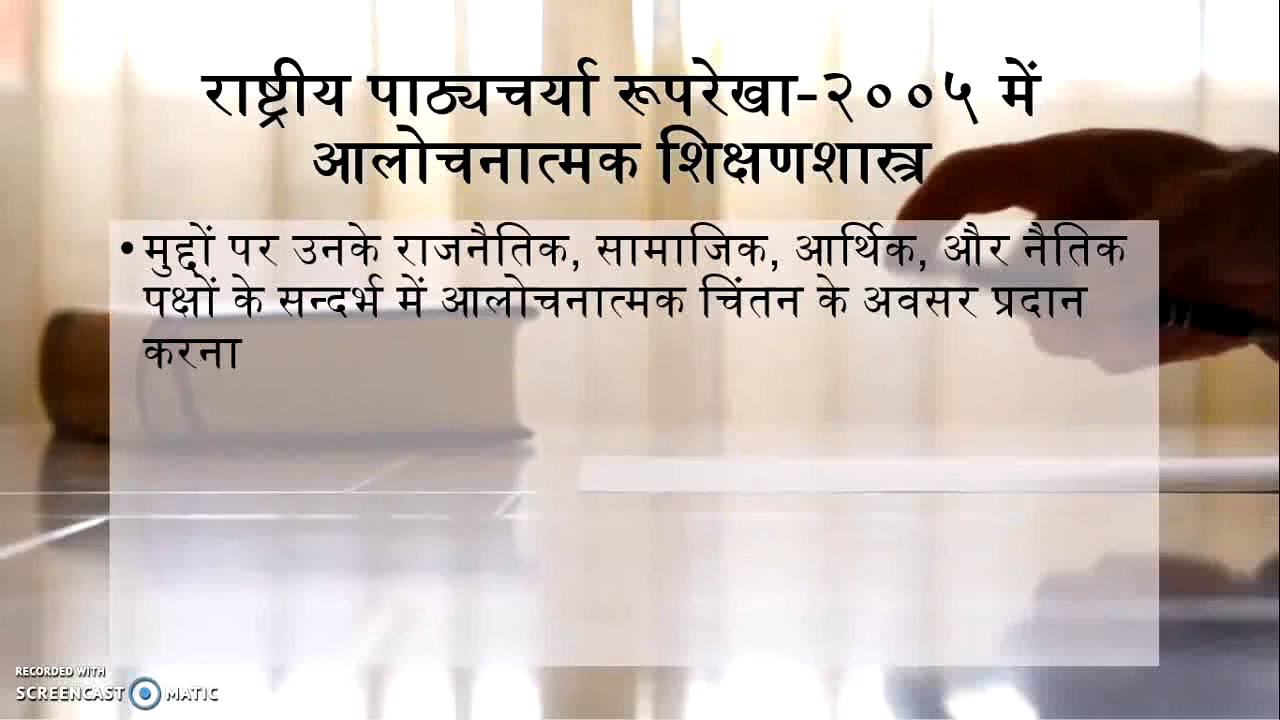 राष्ट्रीय पाठ्यचर्या रूपरेखा-२००५ में
आलोचनात्मक शिक्षणशास्त्र
•मुद्दों पर उनके राजनैतिक, सामाजिक, आर्थिक, और नैतिक
पक्षों के सन्दर्भ में आलोचनात्मक चिंतन के अवसर प्रदान
करना
RECORDED WITH
SCREENCAST MATIC